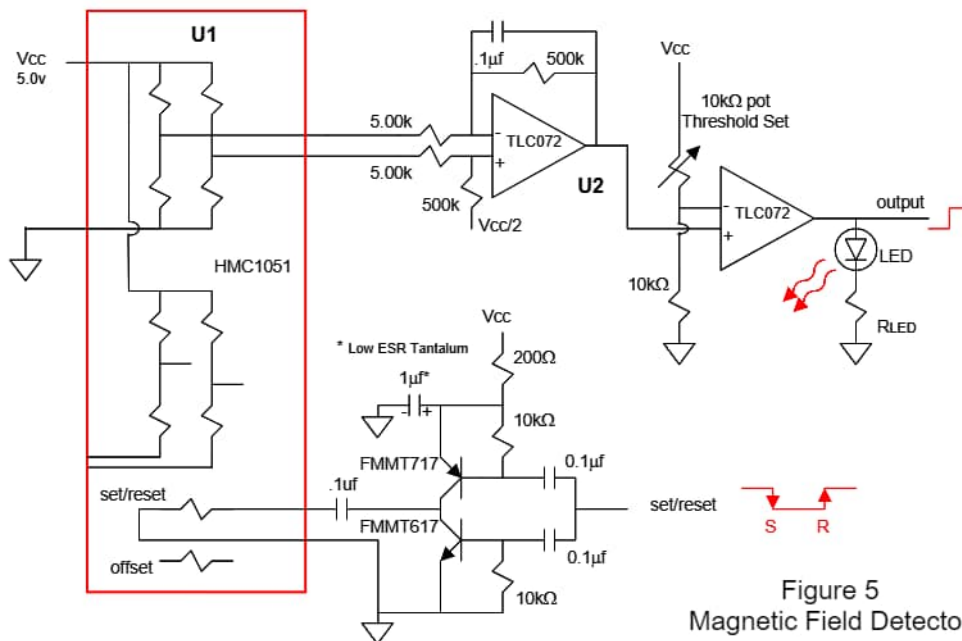 U1
Vcc
5.0v
.1µf
500k
5.00k
5.00k
500k
-
+
TLC072
U2
Vcc/2
Vcc
10kΩ pot
Threshold Set
-
+
TLC072
output
LED
10kΩ
RLED
HMC1051
* Low ESR Tantalum
Vcc
200Ω
1µf*
- +
10kΩ
FMMT717
0.1µf
set/reset
.1uf
FMMT617
set/reset
0.1µf
offset
10kΩ
S R
Figure 5
Magnetic Field Detecto